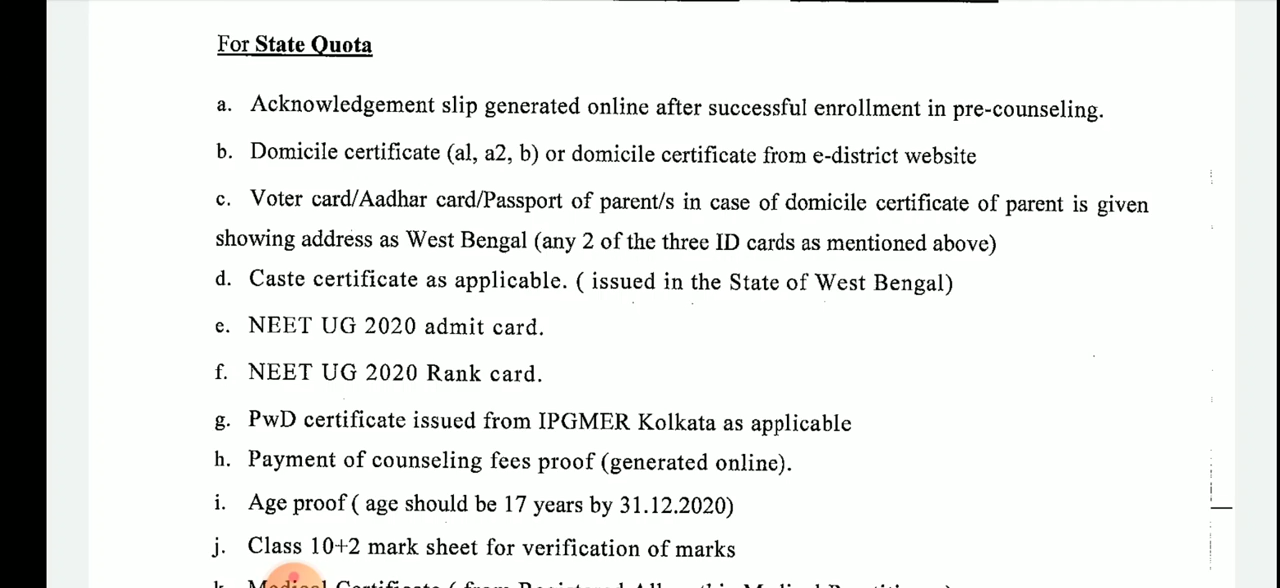 For State Quota
a. Acknowledgement slip generated online after successful enrollment in pre-counseling.
b. Domicile certificate (al, a2, b) or domicile certificate from e-district website
c. Voter card/Aadhar card/Passport of parent/s in case of domicile certificate of parent is given
showing address as West Bengal (any 2 of the three ID cards as mentioned above)
d. Caste certificate as applicable. ( issued in the State of West Bengal)
e. NEET UG 2020 admit card.
f. NEET UG 2020 Rank card.
g. PwD certificate issued from IPGMER Kolkata as applicable
h. Payment of counseling fees proof (generated online).
i. Age proof ( age should be 17 years by 31.12.2020)
j. Class 10+2 mark sheet for verification of marks
k. Medical Certificate ( from Registered